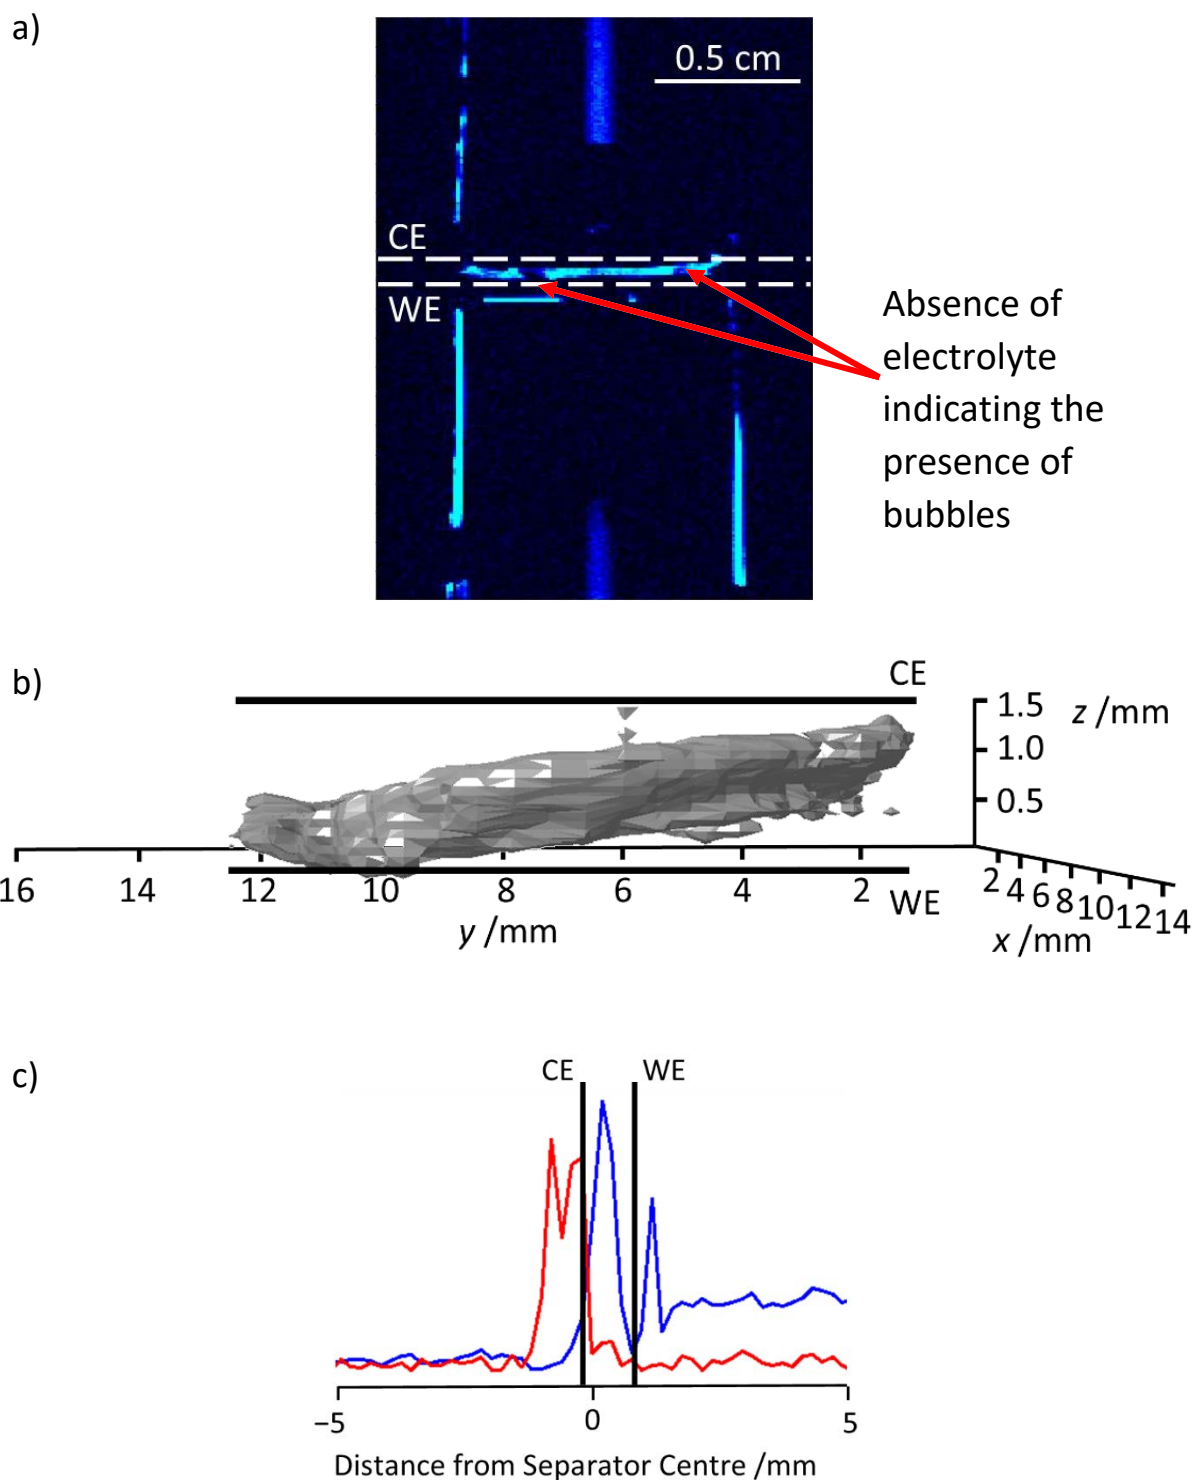 a)
0.5 cm
CE
WE
Absence of
electrolyte
indicating the
presence of
bubbles
b)
CE
1.5
z /mm
1.0
0.5
16 14 12 10 8 6 4 2
WE
2 4 6 8 10 12 14
y /mm
x /mm
c)
CE WE
−5 0 5
Distance from Separator Centre /mm